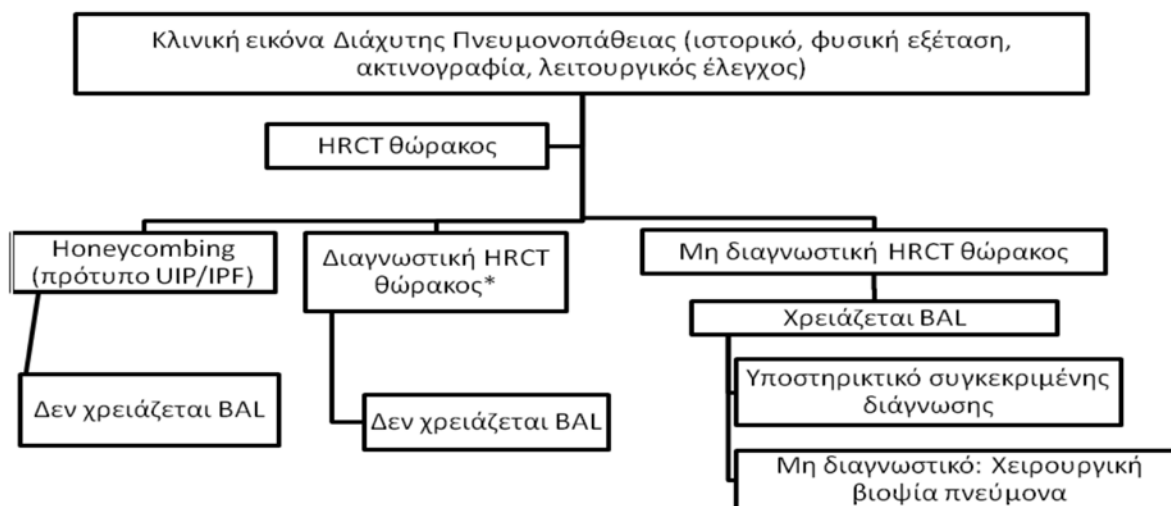 Κλινική εικόνα Διάχυτης Πνευμονοπάθειας (ιστορικό, φυσική εξέταση,
ακτινογραφία, λειτουργικός έλεγχος)
HRCT θώρακος
Honeycombing
(πρότυπο UIP/IPF)
Διαγνωστική HRCT
θώρακος*
Μη διαγνωστική HRCT θώρακος
Χρειάζεται BAL
Δεν χρειάζεται BAL
Δεν χρειάζεται BAL
Υποστηρικτικό συγκεκριμένης
διάγνωσης
Μη διαγνωστικό: Χειρουργική
βιοψία πνεύμονα